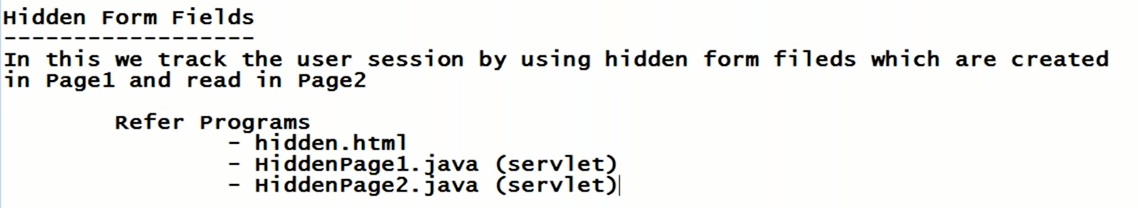 Hidden Form Fields
------------------
In this we track the user session by using hidden form fileds which are created
in Page1 and read in Page2
Refer Programs
- hidden.html
- HiddenPage1.java (servlet)
- HiddenPage2.java (servlet)